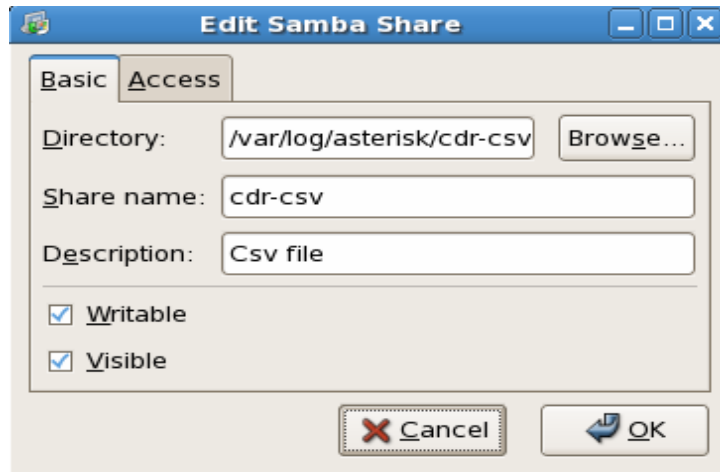 Edit Samba Share
Basic Access
Directory: /var/log/asterisk/cdr-csv Browse...
Share name: cdr-csv
Description: Csv file
Writable
Visible
Cancel OK